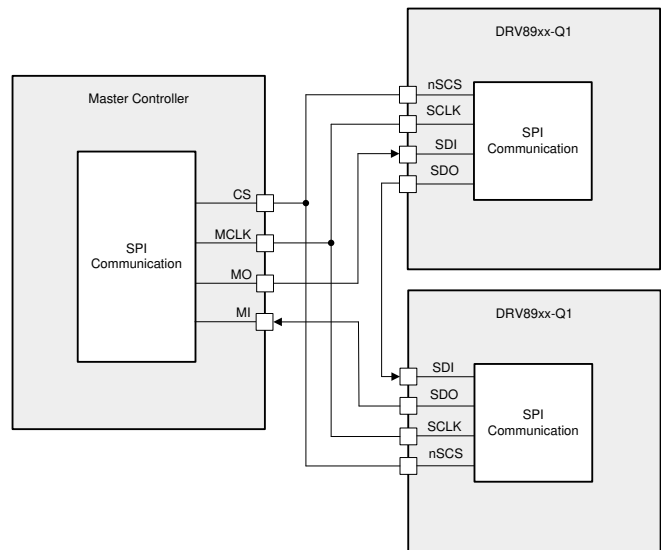 Master Controller
SPI
Communication
CS
MCLK
MO
MI
DRV89xx-Q1
nSCS
SCLK
SDI
SDO
SPI
Communication
DRV89xx-Q1
SDI
SDO
SCLK
nSCS
SPI
Communication